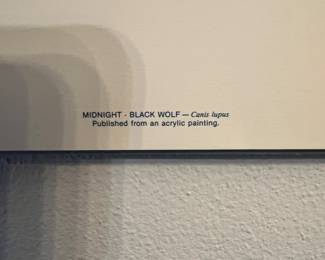 MIDNIGHT - BLACK WOLF — Canis lupus
Published from an acrylic painting.